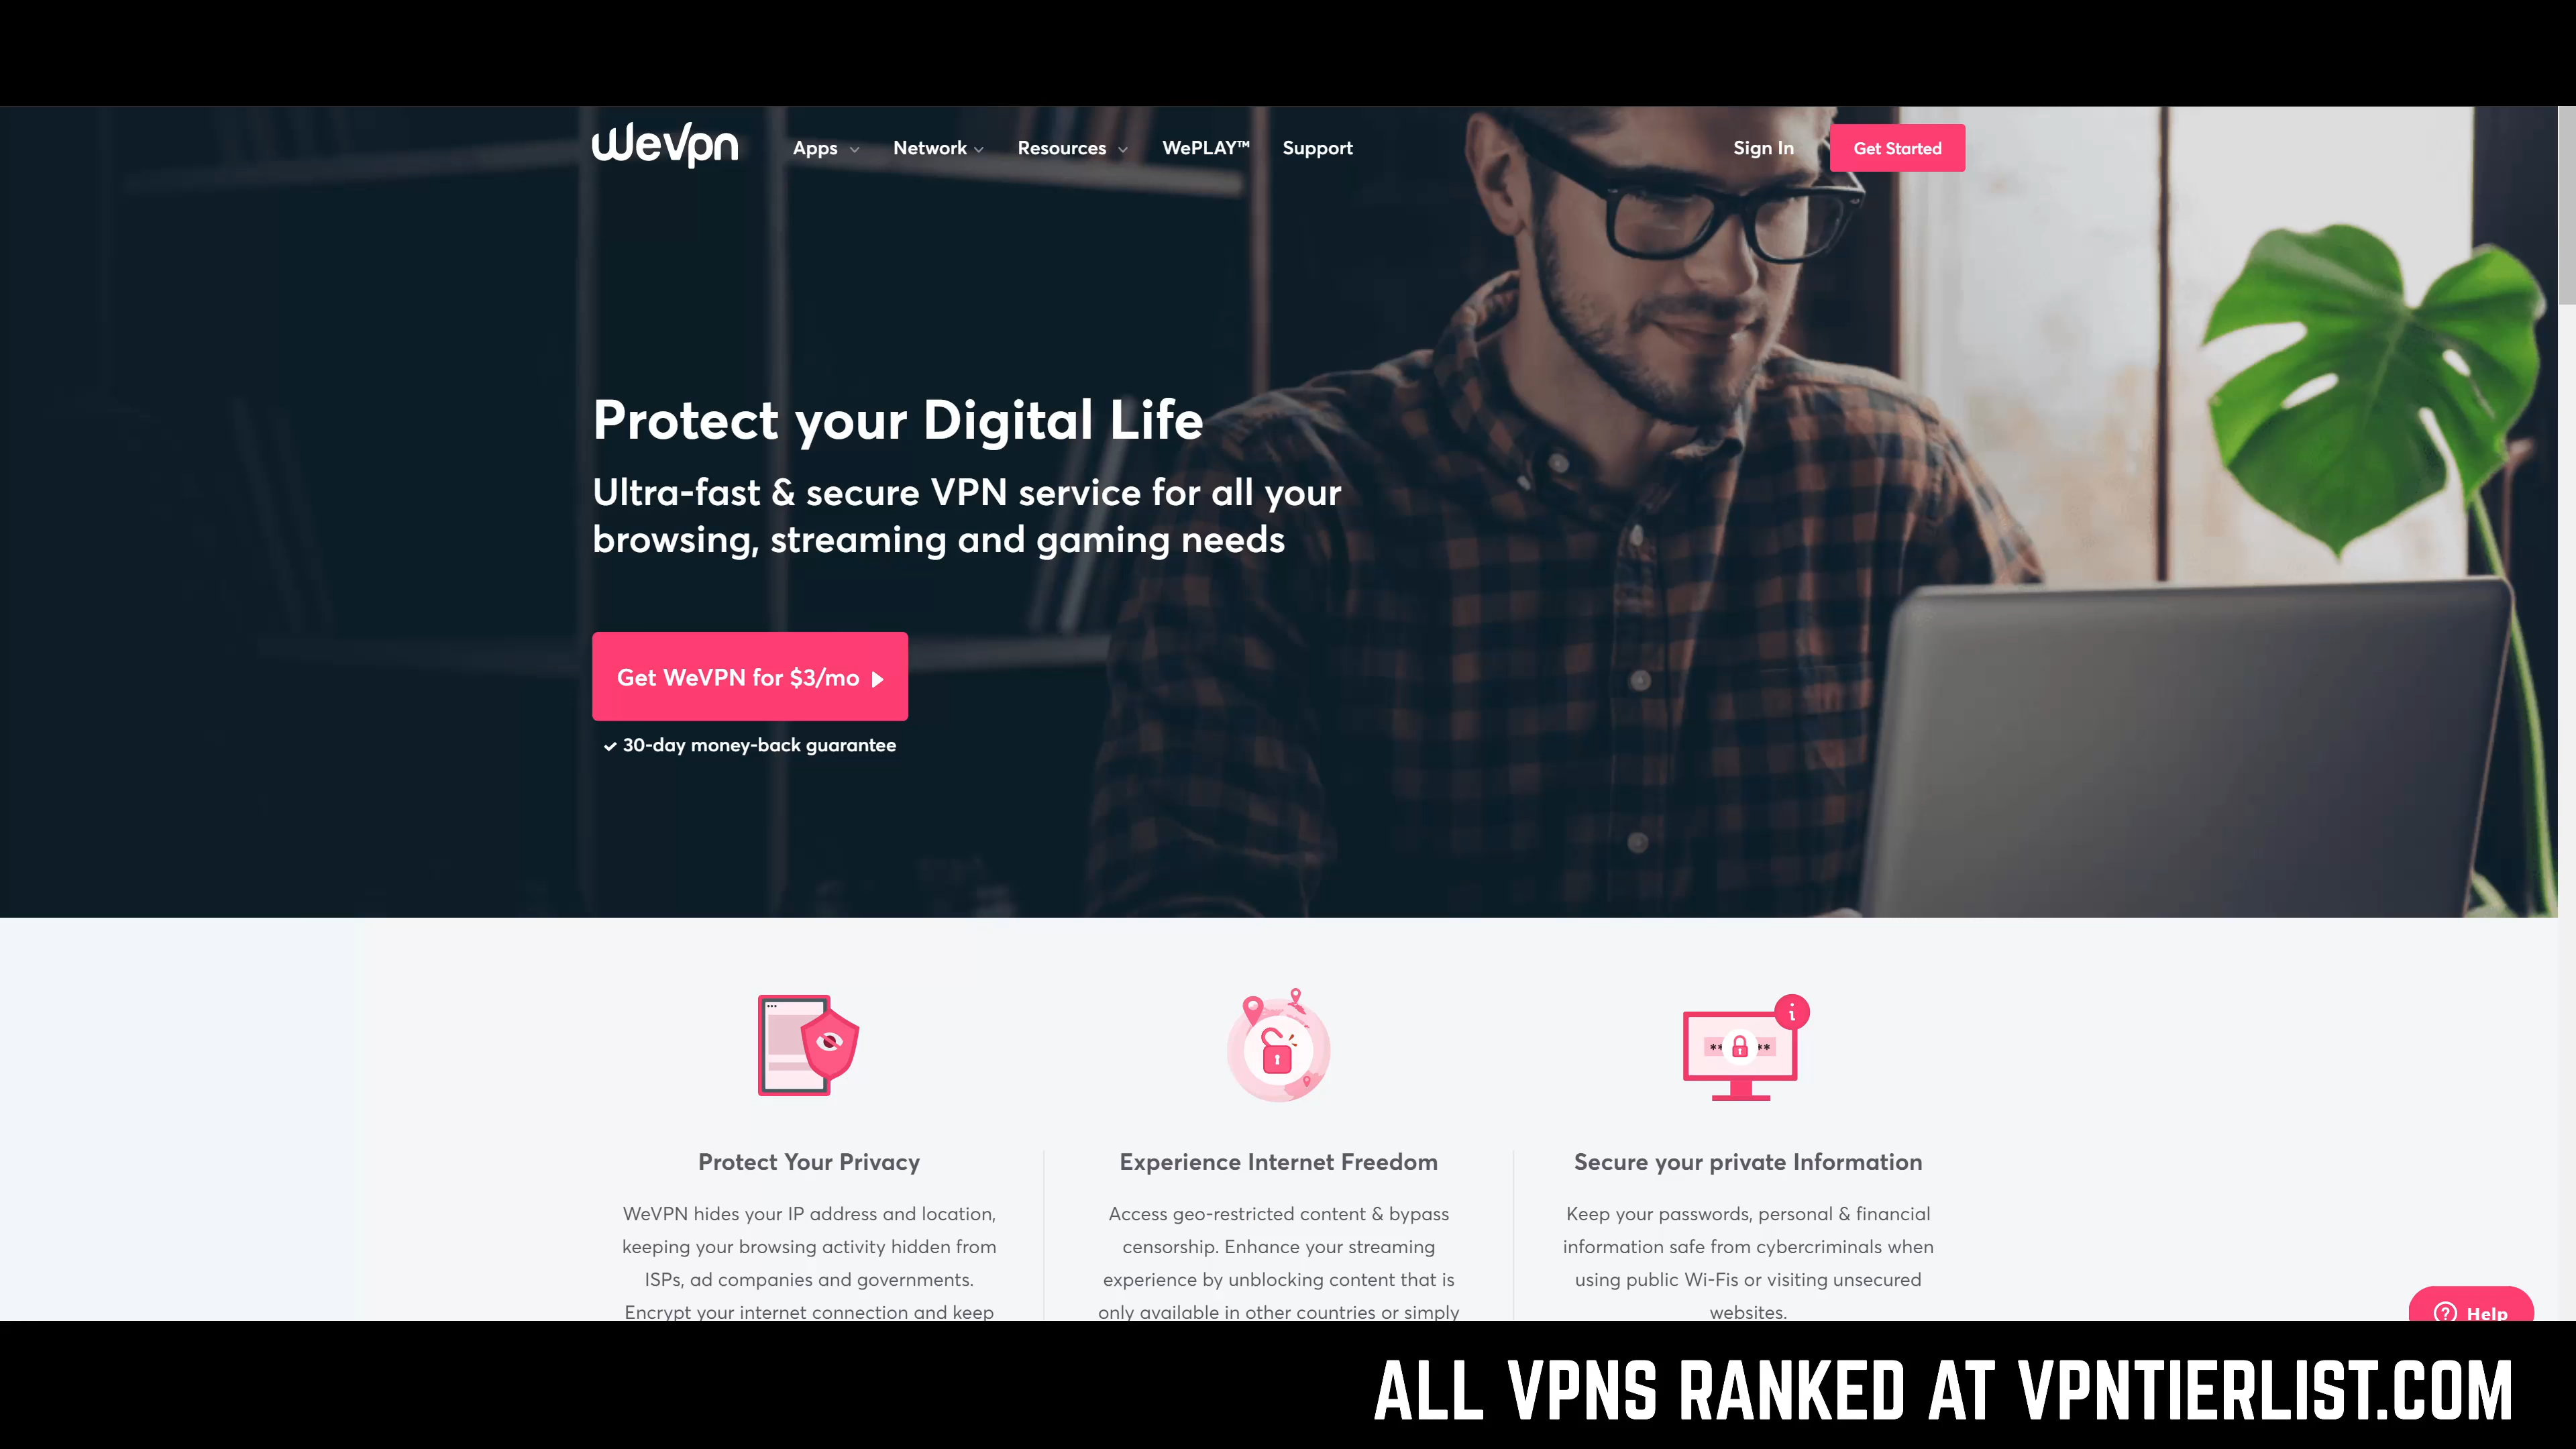 wevpn
Apps
Network
Resources
WePLAY™
Support
Sign In
Get Started
Protect your Digital Life
Ultra-fast & secure VPN service for all your
browsing, streaming and gaming needs
Get WeVPN for $3/mo
30-day money-back guarantee
** **
i
Protect Your Privacy
WeVPN hides your IP address and location,
keeping your browsing activity hidden from
ISPs, ad companies and governments.
Encrypt your internet connection and keep
Experience Internet Freedom
Access geo-restricted content & bypass
censorship. Enhance your streaming
experience by unblocking content that is
only available in other countries or simply
Secure your private Information
Keep your passwords, personal & financial
information safe from cybercriminals when
using public Wi-Fis or visiting unsecured
websites.
? Help
ALL VPNS RANKED AT VPNTIERLIST.COM